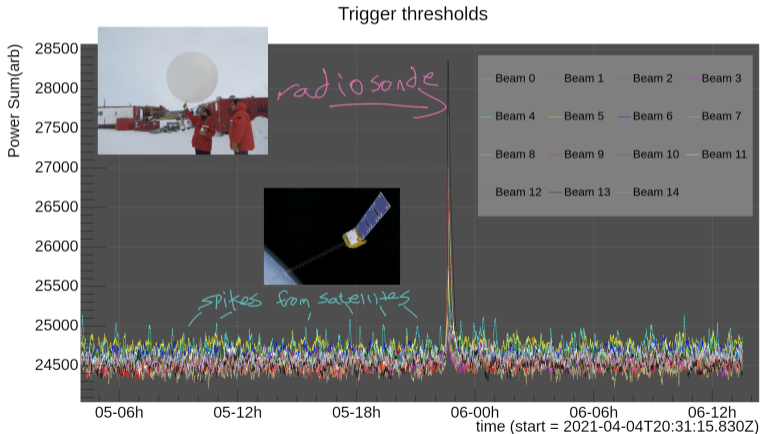 Trigger thresholds
Power Sum(arb)
28500
28000
27500
27000
26500
26000
25500
25000
24500
radiosonde
spikes from satellites
Beam 0 Beam 1 Beam 2 Beam 3
Beam 4 Beam 5 Beam 6 Beam 7
Beam 8 Beam 9 Beam 10 Beam 11
Beam 12 Beam 13 Beam 14
05-06h 05-12h 05-18h 06-00h 06-06h 06-12h
time (start = 2021-04-04T20:31:15.830Z)